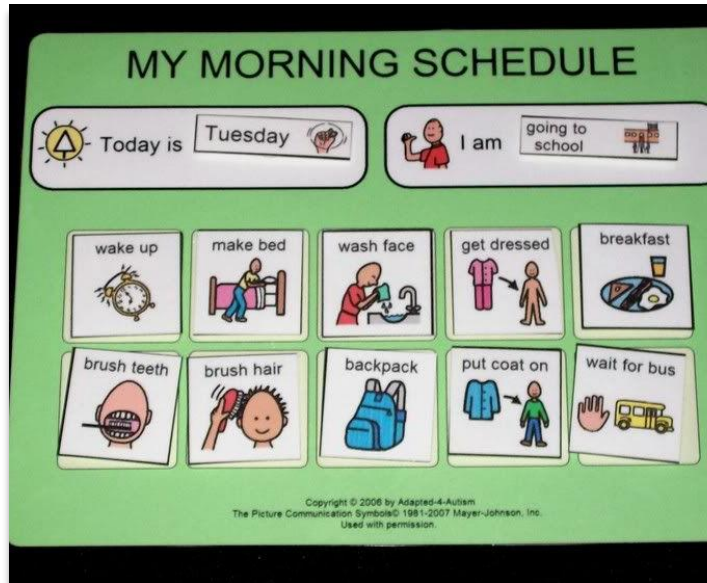 MY MORNING SCHEDULE
Today is Tuesday
I am going to school
wake up
make bed
wash face
get dressed
breakfast
brush teeth
brush hair
backpack
put coat on
wait for bus
Copyright © 2006 by Adapted-4-Autism
The Picture Communication Symbols© 1981-2007 Mayer-Johnson, Inc.
Used with permission.